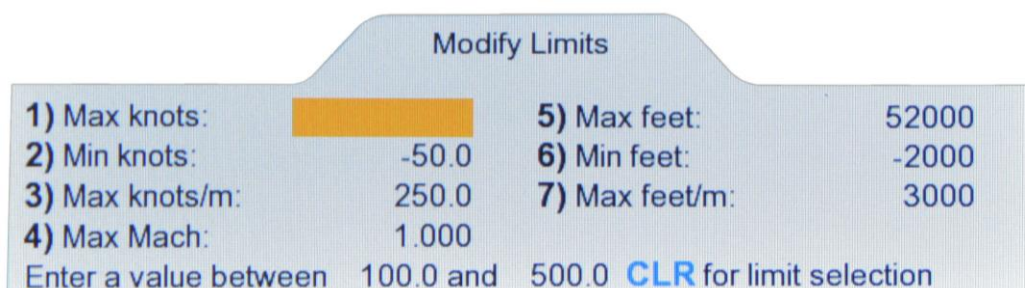 Modify Limits
1) Max knots: 5) Max feet: 52000
2) Min knots: -50.0 6) Min feet: -2000
3) Max knots/m: 250.0 7) Max feet/m: 3000
4) Max Mach: 1.000
Enter a value between 100.0 and 500.0 CLR for limit selection